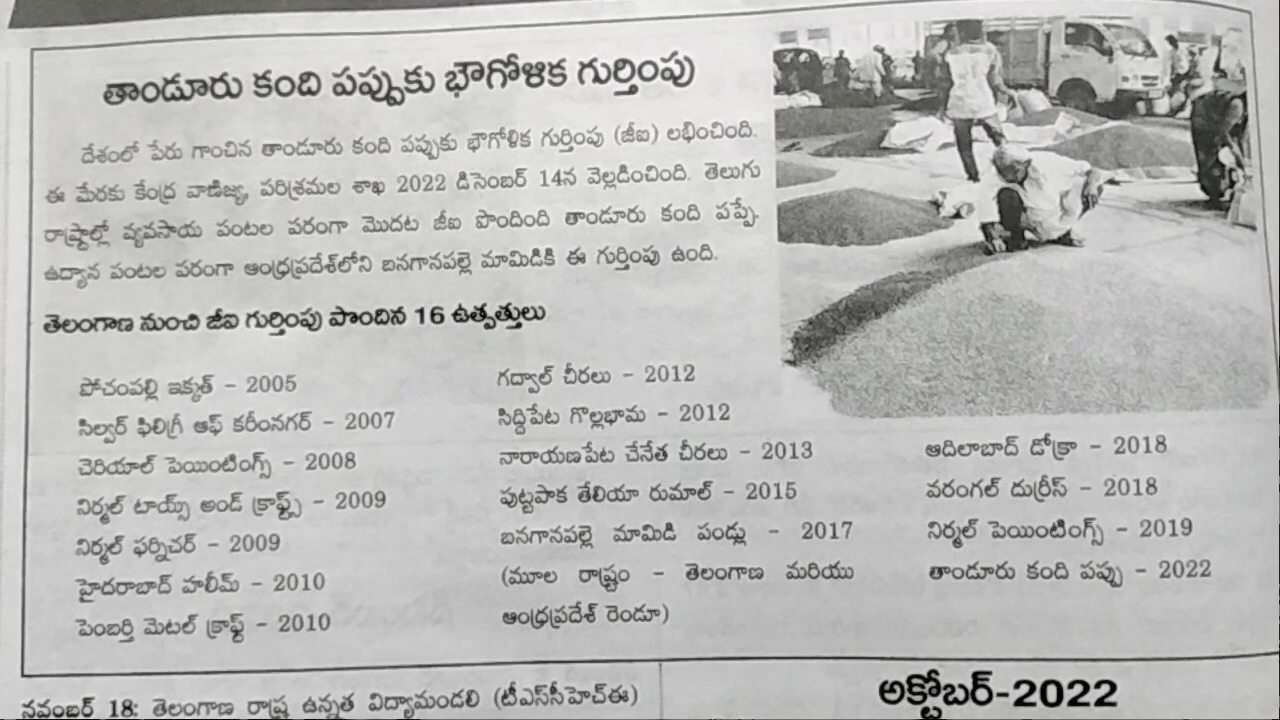 తాండూరు కంది పప్పుకు భౌగోళిక గుర్తింపు
దేశంలో పేరు గాంచిన తాండూరు కంది పప్పుకు భౌగోళిక గుర్తింపు (జీఐ) లభించింది.
ఈ మేరకు కేంద్ర వాణిజ్య, పరిశ్రమల శాఖ 2022 డిసెంబర్ 14న వెల్లడించింది. తెలుగు
రాష్ట్రాల్లో వ్యవసాయ పంటల పరంగా మొదట జీఐ పొందింది తాండూరు కంది పప్పే.
ఉద్యాన పంటల పరంగా ఆంధ్రప్రదేశ్‌లోని బనగానపల్లె మామిడికి ఈ గుర్తింపు ఉంది.
తెలంగాణ నుంచి జీఐ గుర్తింపు పొందిన 16 ఉత్పత్తులు
పోచంపల్లి ఇక్కత్ - 2005
సిల్వర్ ఫిలిగ్రీ ఆఫ్ కరీంనగర్ - 2007
చెరియాల్ పెయింటింగ్స్ - 2008
నిర్మల్ టాయ్స్ అండ్ క్రాఫ్ట్స్ - 2009
నిర్మల్ ఫర్నిచర్ - 2009
హైదరాబాద్ హలీమ్ - 2010
పెంబర్తి మెటల్ క్రాఫ్ట్ - 2010
గద్వాల్ చీరలు - 2012
సిద్దిపేట గొల్లభామ - 2012
నారాయణపేట చేనేత చీరలు - 2013
పుట్టపాక తేలియా రుమాల్ - 2015
బనగానపల్లె మామిడి పండ్లు - 2017
(మూల రాష్ట్రం - తెలంగాణ మరియు
ఆంధ్రప్రదేశ్ రెండూ)
ఆదిలాబాద్ డోక్రా - 2018
వరంగల్ దుర్రీస్ - 2018
నిర్మల్ పెయింటింగ్స్ - 2019
తాండూరు కంది పప్పు - 2022
నవంబర్ 18: తెలంగాణ రాష్ట్ర ఉన్నత విద్యామండలి (టీఎస్‌సీహెచ్ఈ)
అక్టోబర్-2022